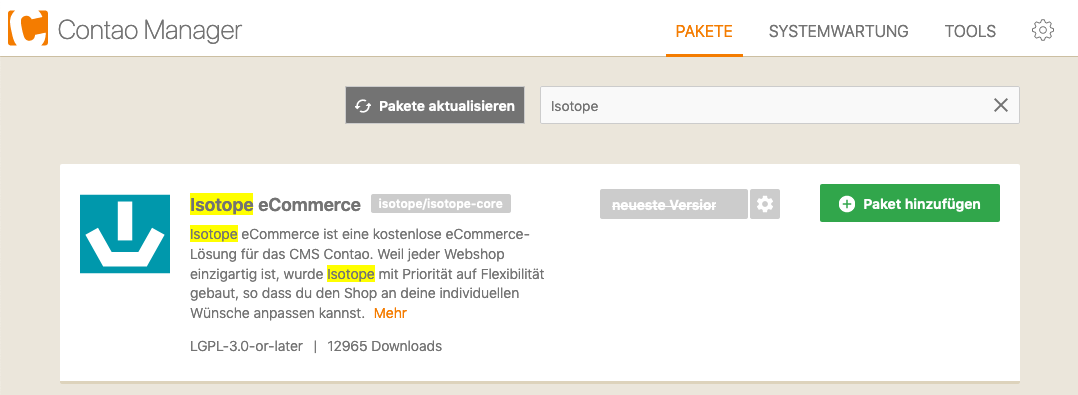 Contao Manager
PAKETE
SYSTEMWARTUNG
TOOLS
Pakete aktualisieren
Isotope
Isotope eCommerce
isotope/isotope-core
neueste Version
Paket hinzufügen
Isotope eCommerce ist eine kostenlose eCommerce-
Lösung für das CMS Contao. Weil jeder Webshop
einzigartig ist, wurde Isotope mit Priorität auf Flexibilität
gebaut, so dass du den Shop an deine individuellen
Wünsche anpassen kannst. Mehr
LGPL-3.0-or-later | 12965 Downloads